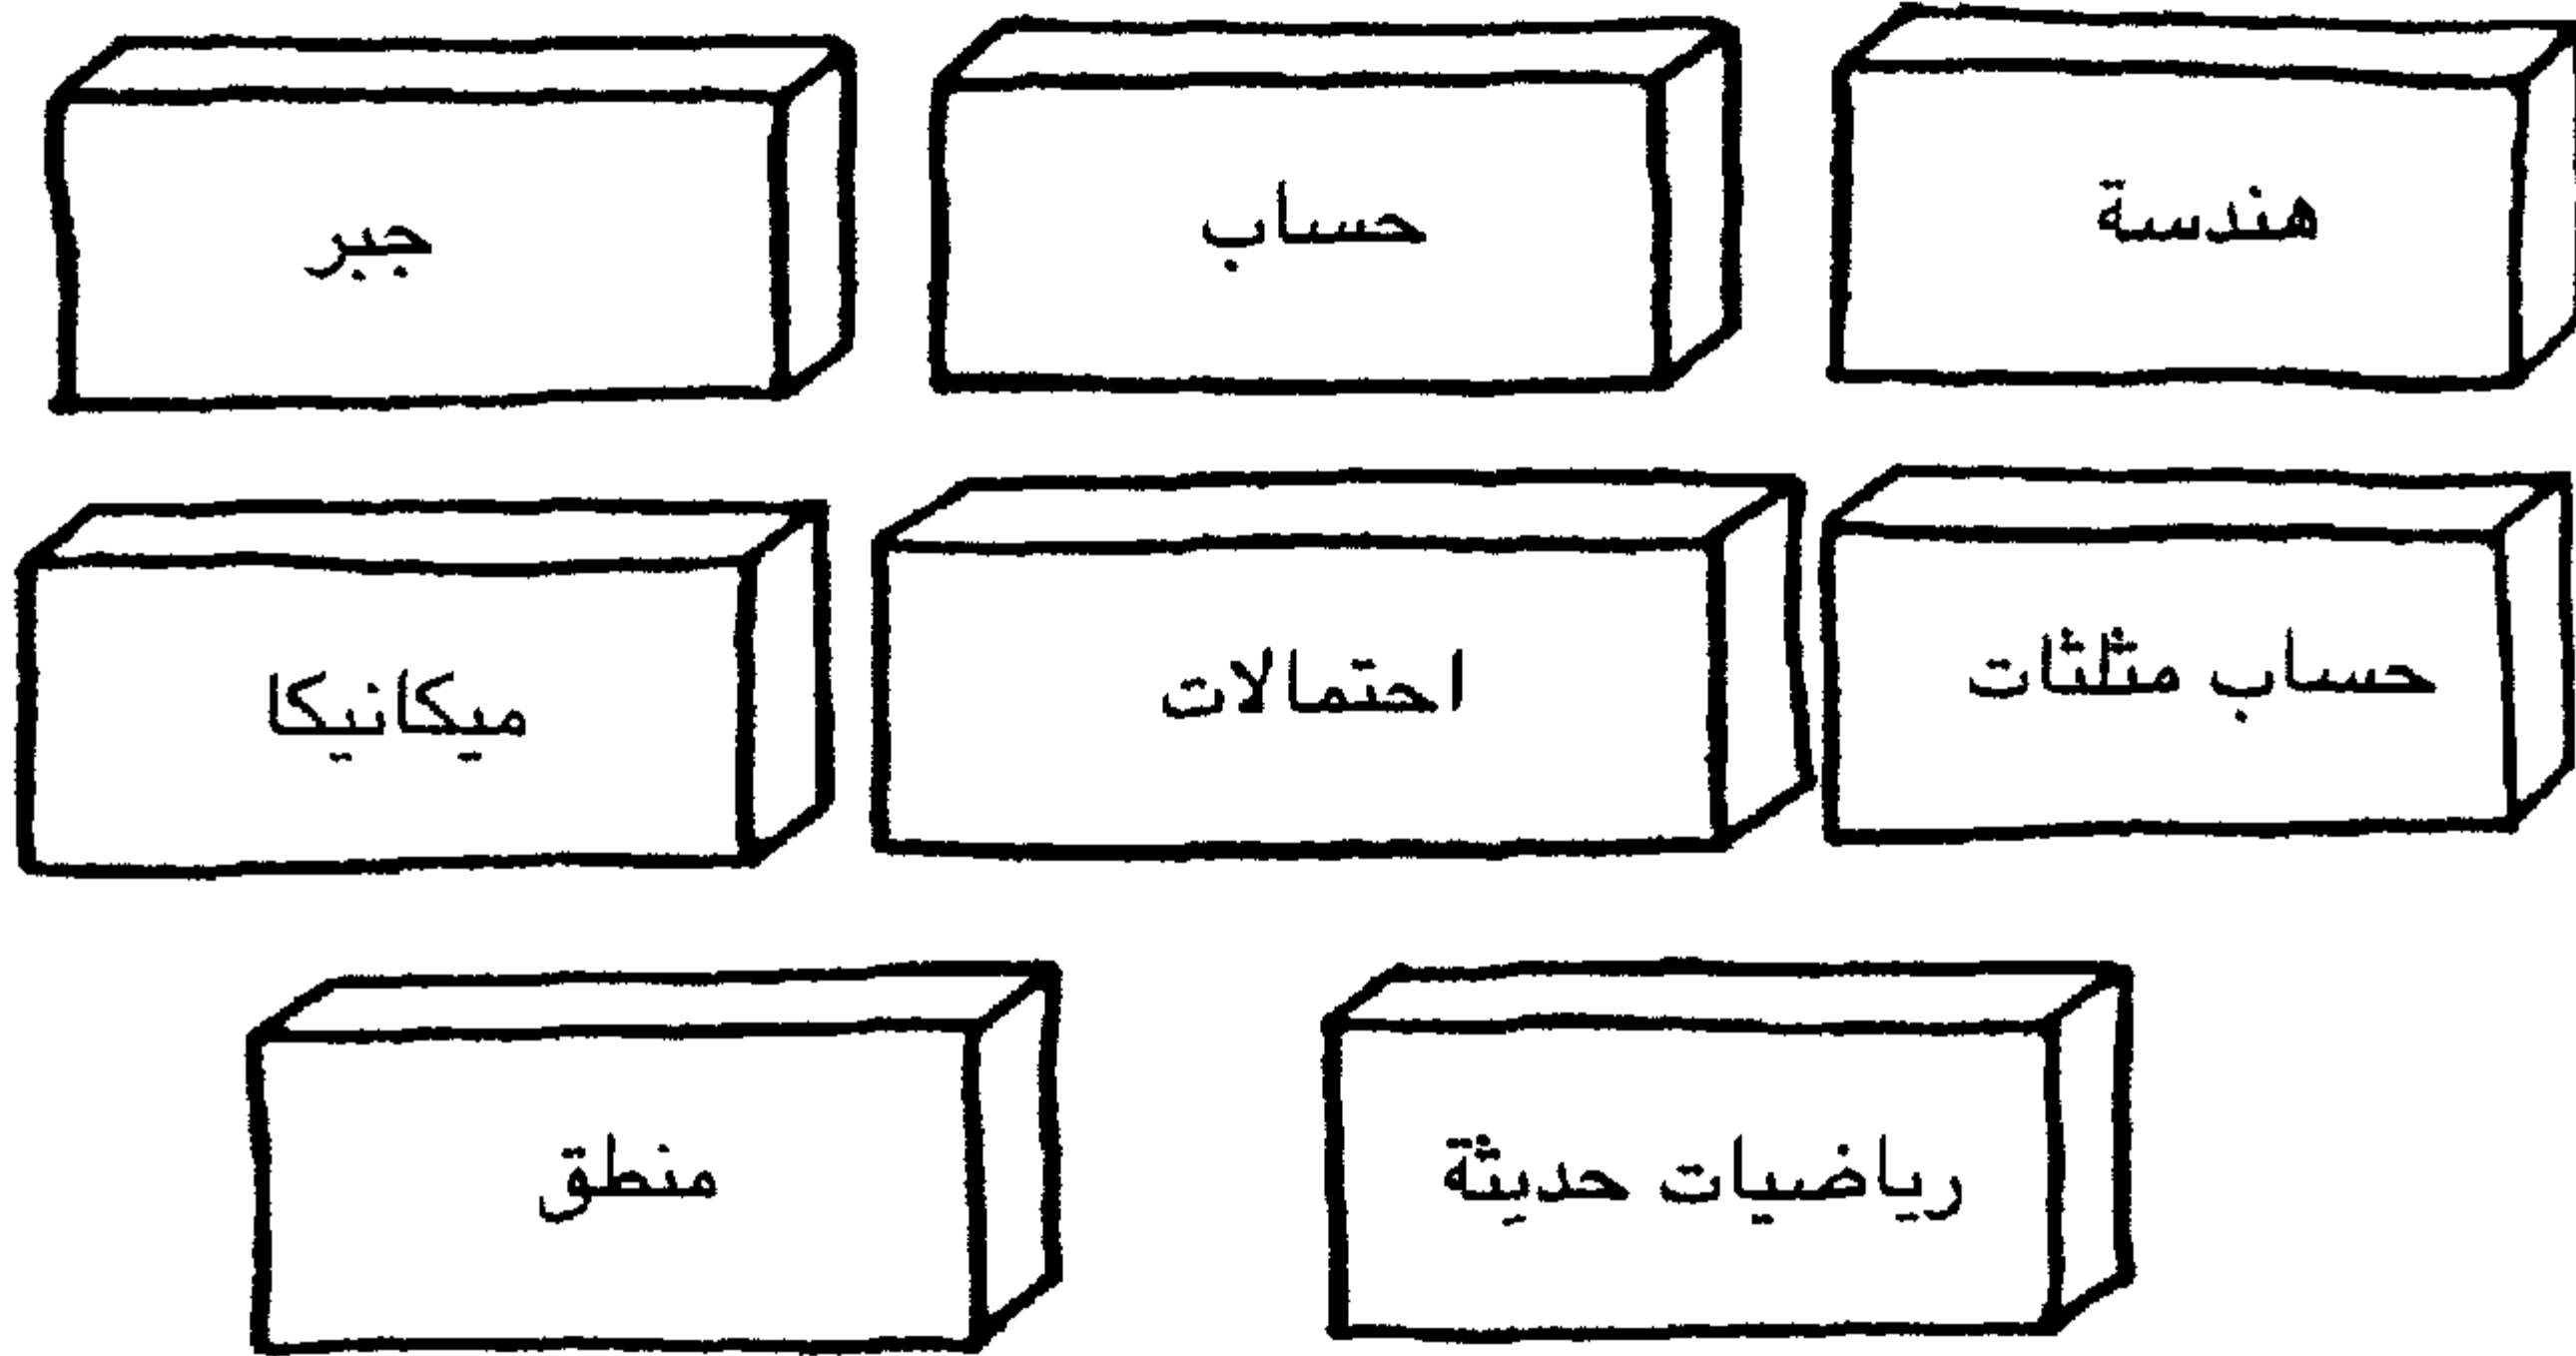 هندسة
حساب
جبر
حساب مثلثات
احتمالات
ميكانيكا
رياضيات حديثة
منطق